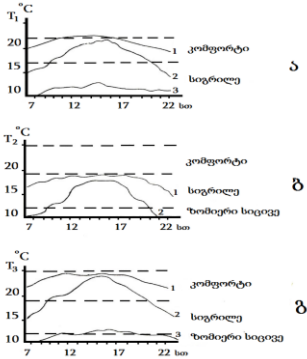 T₁ °C
20
15
10
7 12 17 22 სთ
1 კომფორტი
2 სიგრილე
3
ა
T₂ °C
20
15
10
7 12 17 22 სთ
კომფორტი
1 სიგრილე
2 ზომიერი სიცივე
ბ
T₃ °C
20
15
10
7 12 17 22 სთ
1 კომფორტი
2 სიგრილე
3 ზომიერი სიცივე